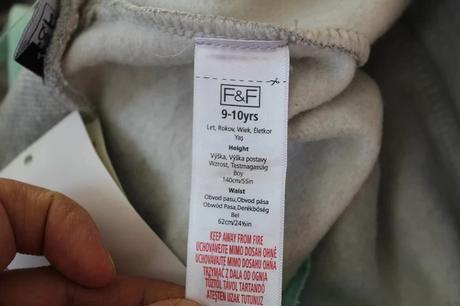 F&F
9-10yrs
Let, Rokov, Wiek, Életkor
Yaş
Height
Výška, Výška postavy
Wzrost, Testmagasság
Boy
140cm/55in
Waist
Obvod pasu, Obvod pása
Obwód Pasa, Derékbőség
Bel
62cm/24½in
KEEP AWAY FROM FIRE
UCHOVÁVEJTE MIMO DOSAH OHNĚ
UCHOVÁVAJTE MIMO DOSAHU OHŇA
TRZYMAĆ Z DALA OD OGNIA
TŰZTŐL TÁVOL TARTANDÓ
ATEŞTEN UZAK TUTUNUZ